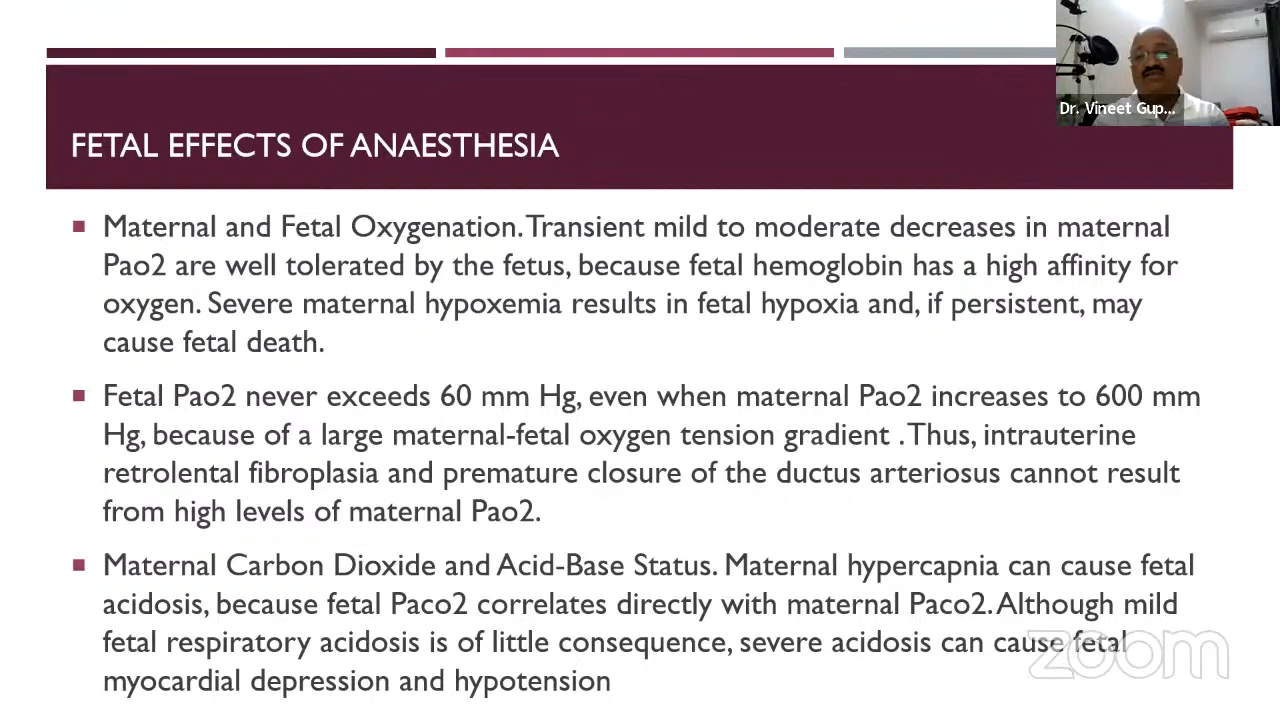 Dr. Vineet Gup...
FETAL EFFECTS OF ANAESTHESIA
Maternal and Fetal Oxygenation. Transient mild to moderate decreases in maternal
Pao2 are well tolerated by the fetus, because fetal hemoglobin has a high affinity for
oxygen. Severe maternal hypoxemia results in fetal hypoxia and, if persistent, may
cause fetal death.
Fetal Pao2 never exceeds 60 mm Hg, even when maternal Pao2 increases to 600 mm
Hg, because of a large maternal-fetal oxygen tension gradient . Thus, intrauterine
retrolental fibroplasia and premature closure of the ductus arteriosus cannot result
from high levels of maternal Pao2.
Maternal Carbon Dioxide and Acid-Base Status. Maternal hypercapnia can cause fetal
acidosis, because fetal Paco2 correlates directly with maternal Paco2. Although mild
fetal respiratory acidosis is of little consequence, severe acidosis can cause fetal
myocardial depression and hypotension
zoom